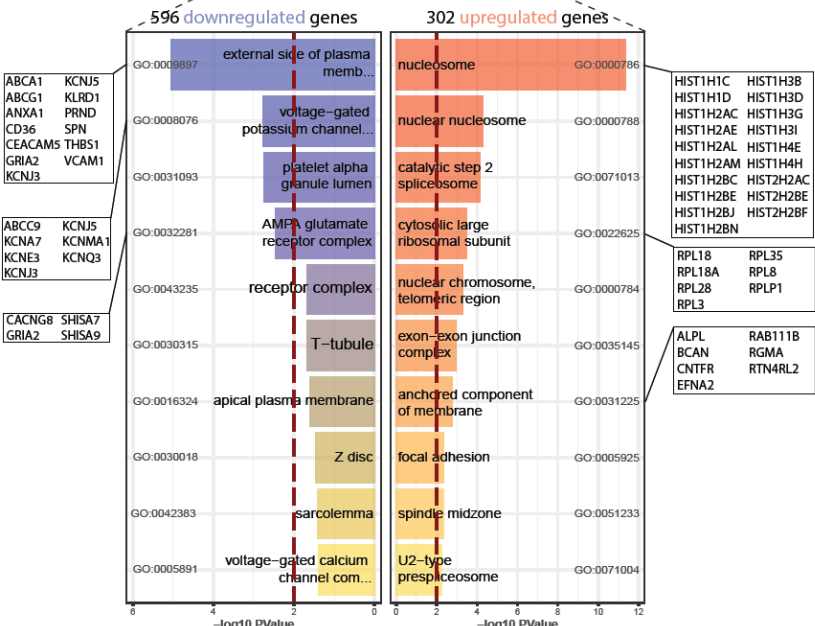 596 downregulated genes
302 upregulated genes
ABCA1 KCNJ5
ABCG1 KLRD1
ANXA1 PRND
CD36 SPN
CEACAM5 THBS1
GRIA2 VCAM1
KCNJ3
ABCC9 KCNJ5
KCNA7 KCNMA1
KCNE3 KCNQ3
KCNJ3
CACNG8 SHISA7
GRIA2 SHISA9
GO:0009897
external side of plasma
memb...
GO:0008076
voltage-gated
potassium channel...
GO:0031093
platelet alpha
granule lumen
GO:0032281
AMPA glutamate
receptor complex
GO:0043235
receptor complex
GO:0030315
T-tubule
GO:0016324
apical plasma membrane
GO:0030018
Z disc
GO:0042383
sarcolemma
GO:0005891
voltage-gated calcium
channel com...
6 4 2 0
-log10 PValue
nucleosome
GO:0000786
nuclear nucleosome
GO:0000788
catalytic step 2
spliceosome
GO:0071013
cytosolic large
ribosomal subunit
GO:0022625
nuclear chromosome,
telomeric region
GO:0000784
exon-exon junction
complex
GO:0035145
anchored component
of membrane
GO:0031225
focal adhesion
GO:0005925
spindle midzone
GO:0051233
U2-type
prespliceosome
GO:0071004
0 2 4 6 8 10 12
-log10 PValue
HIST1H1C HIST1H3B
HIST1H1D HIST1H3D
HIST1H2AC HIST1H3G
HIST1H2AE HIST1H3I
HIST1H2AL HIST1H4E
HIST1H2AM HIST1H4H
HIST1H2BC HIST2H2AC
HIST1H2BE HIST2H2BE
HIST1H2BJ HIST2H2BF
HIST1H2BN
RPL18 RPL35
RPL18A RPL8
RPL28 RPLP1
RPL3
ALPL RAB111B
BCAN RGMA
CNTFR RTN4RL2
EFNA2